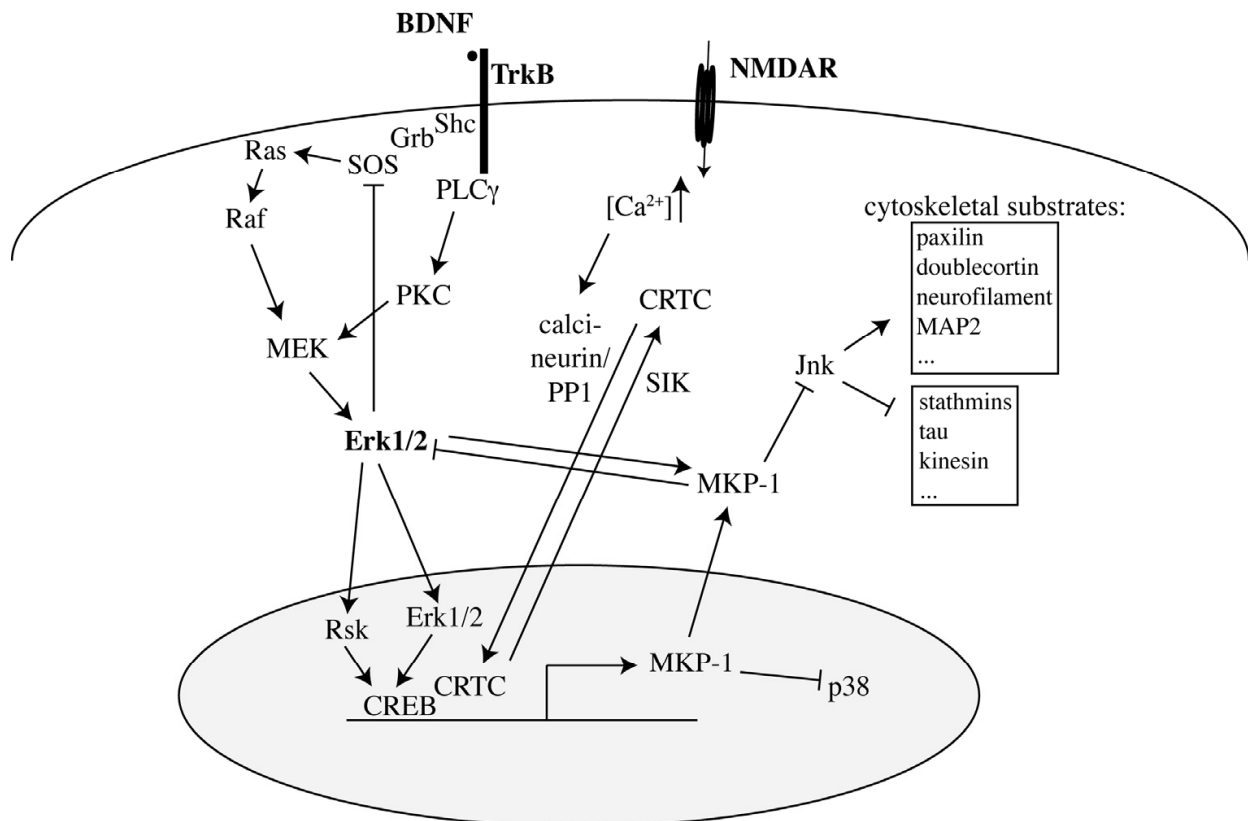 BDNF
TrkB
NMDAR
Shc
Grb
Ras
SOS
PLCγ
Raf
[Ca²⁺]
cytoskeletal substrates:
paxilin
doublecortin
neurofilament
MAP2
...
PKC
CRTC
calci-
neurin/
PP1
SIK
MEK
Jnk
stathmins
tau
kinesin
...
Erk1/2
MKP-1
Rsk
Erk1/2
CREB
CRTC
MKP-1
p38